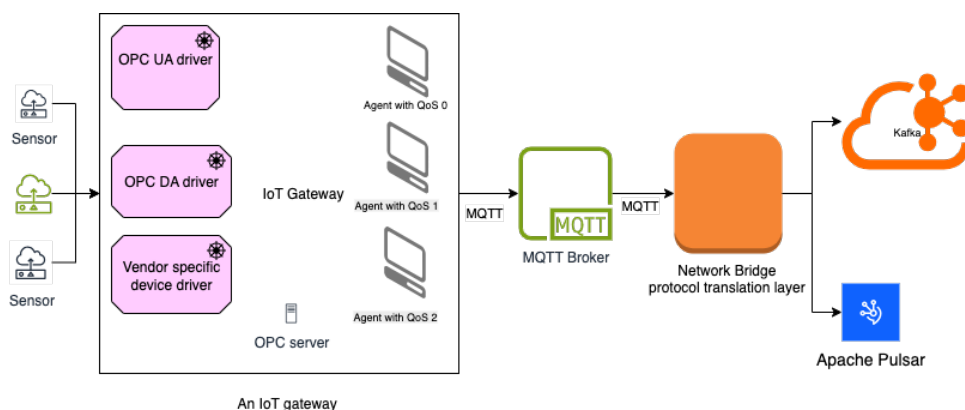 OPC UA driver
Agent with QoS 0
Sensor
OPC DA driver
IoT Gateway
Agent with QoS 1
MQTT
MQTT
MQTT
MQTT Broker
Kafka
Sensor
Vendor specific
device driver
Network Bridge
protocol translation layer
Agent with QoS 2
OPC server
Apache Pulsar
An IoT gateway